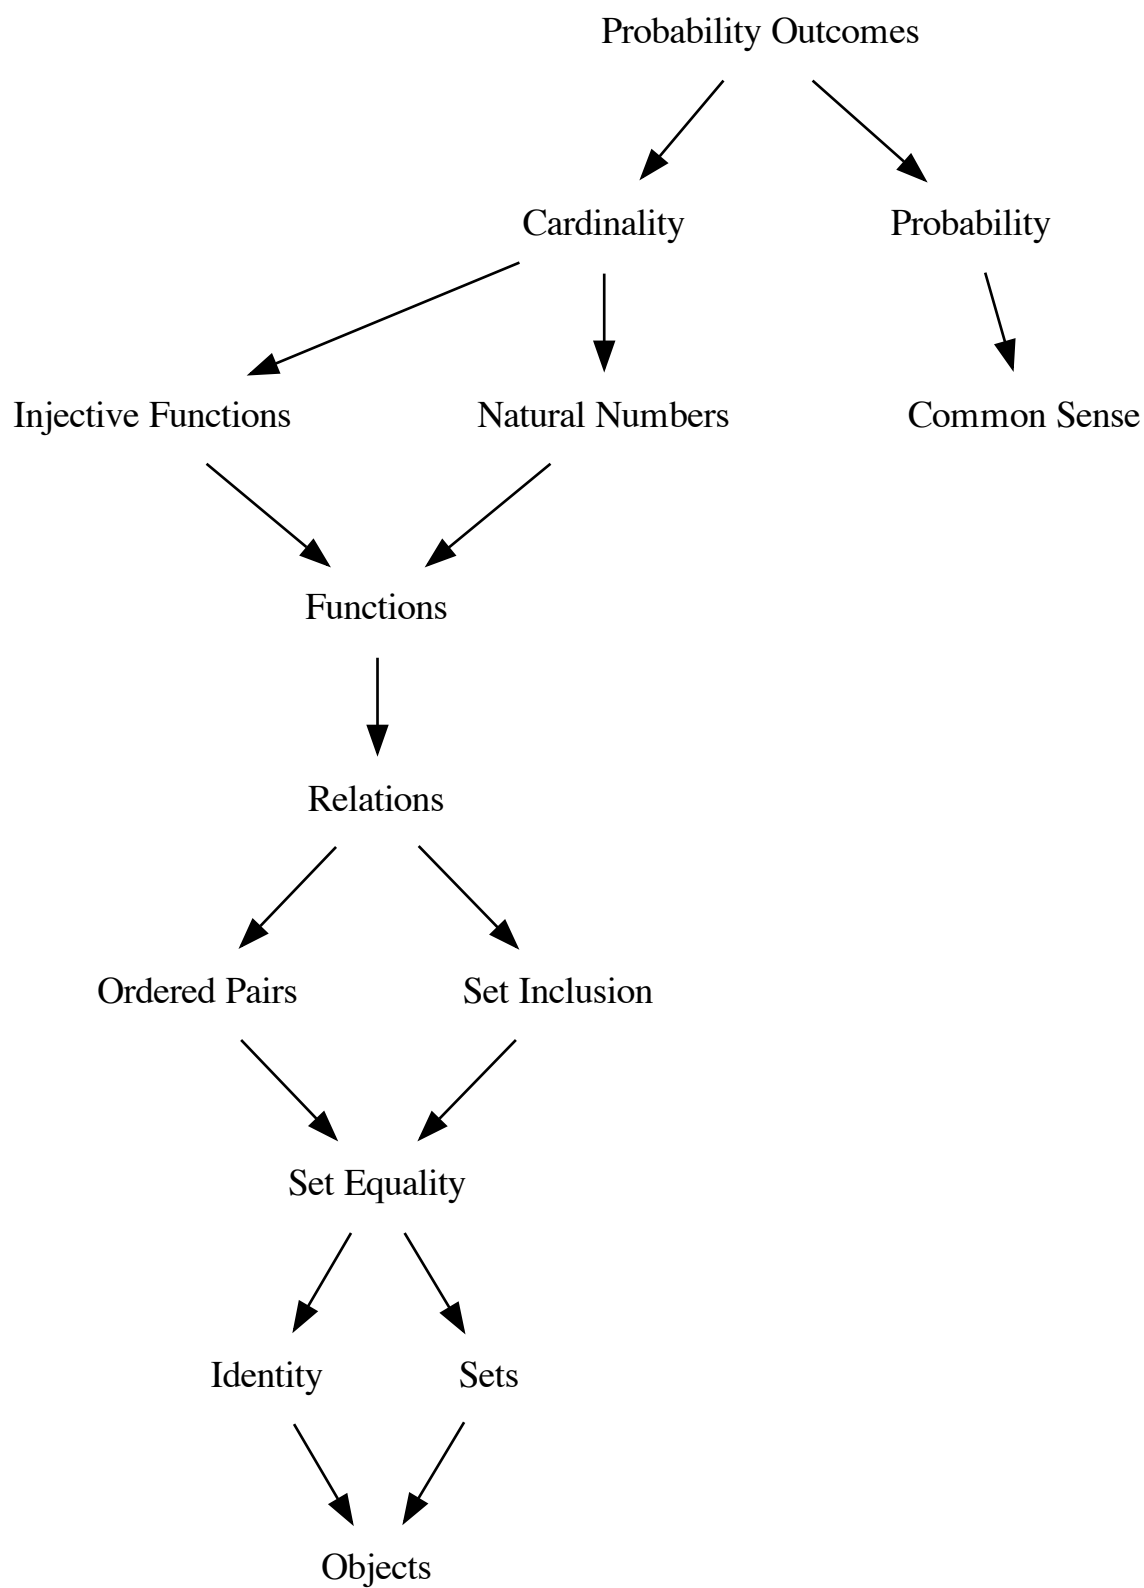 Probability Outcomes
Cardinality
Probability
Injective Functions
Natural Numbers
Common Sense
Functions
Relations
Ordered Pairs
Set Inclusion
Set Equality
Identity
Sets
Objects